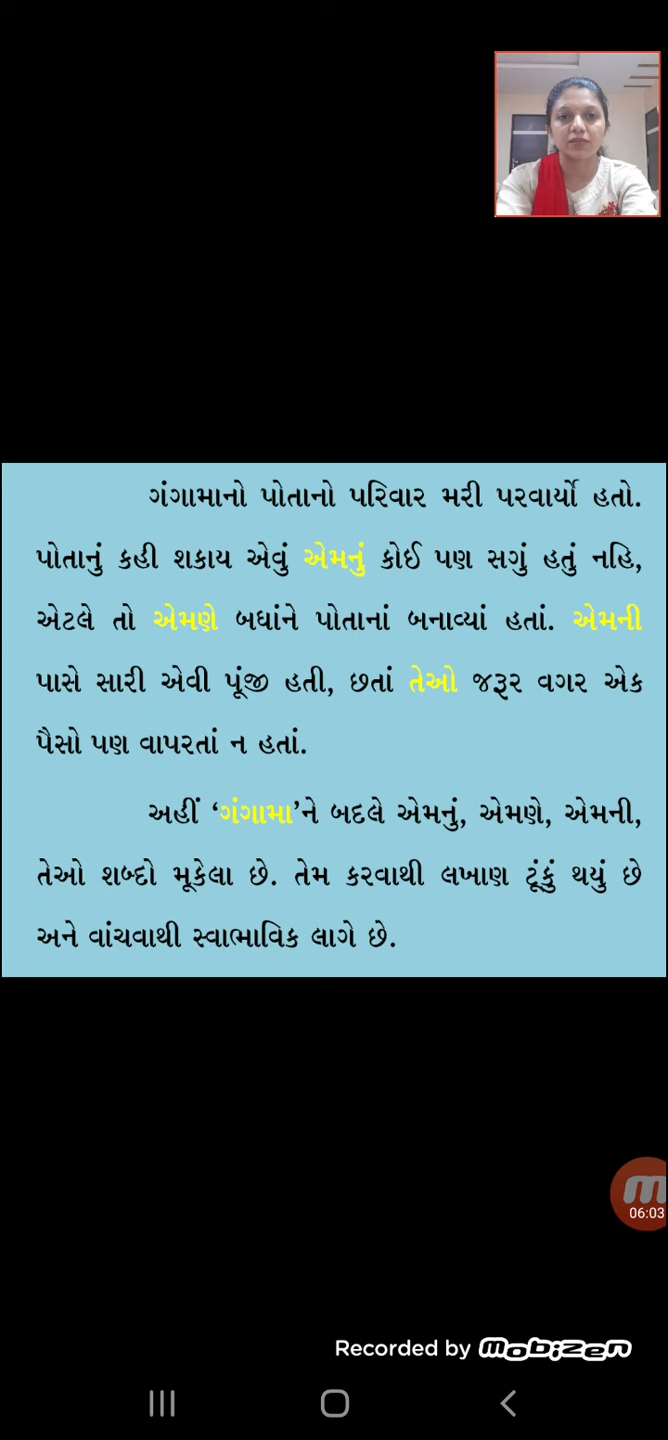 ગંગામાનો પોતાનો પરિવાર મરી પરવાર્યો હતો.
પોતાનું કહી શકાય એવું એમનું કોઈ પણ સગું હતું નહિ,
એટલે તો એમણે બધાંને પોતાનાં બનાવ્યાં હતાં. એમની
પાસે સારી એવી પૂંજી હતી, છતાં તેઓ જરૂર વગર એક
પૈસો પણ વાપરતાં ન હતાં.
અહીં ‘ગંગામા’ને બદલે એમનું, એમણે, એમની,
તેઓ શબ્દો મૂકેલા છે. તેમ કરવાથી લખાણ ટૂંકું થયું છે
અને વાંચવાથી સ્વાભાવિક લાગે છે.
06:03
Recorded by mobizen